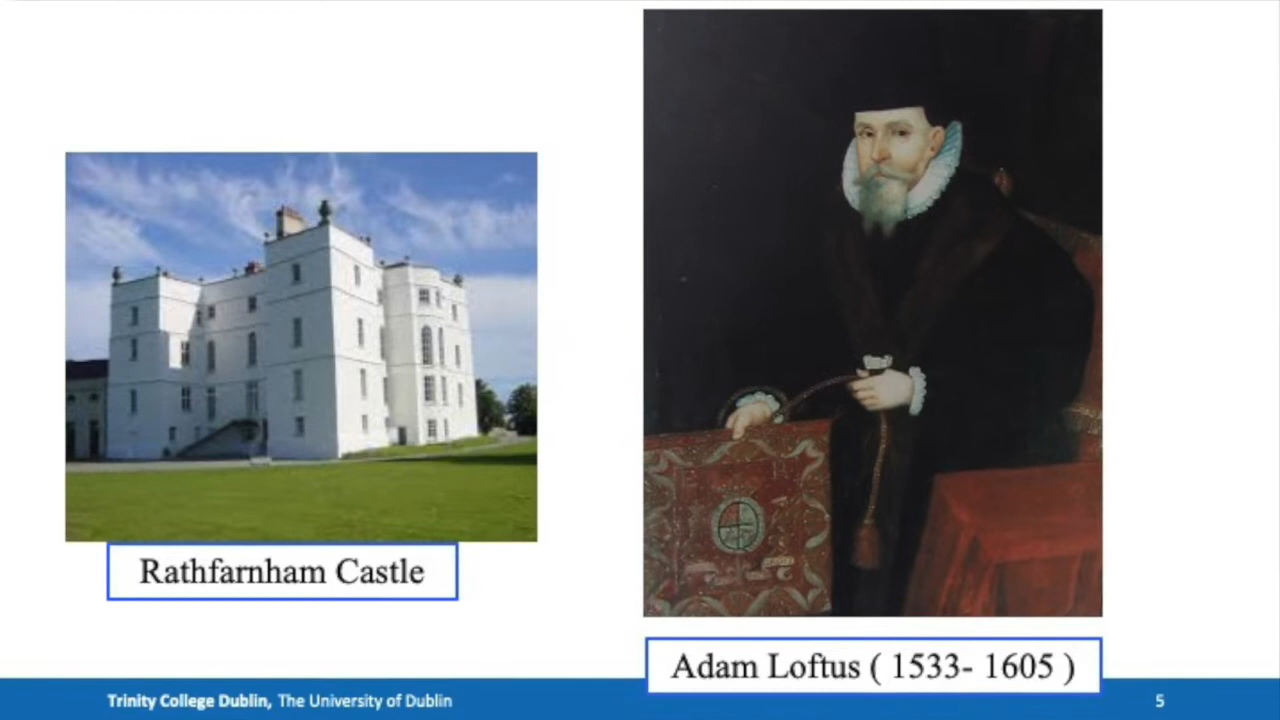 Rathfarnham Castle
Adam Loftus ( 1533- 1605 )
Trinity College Dublin, The University of Dublin
5